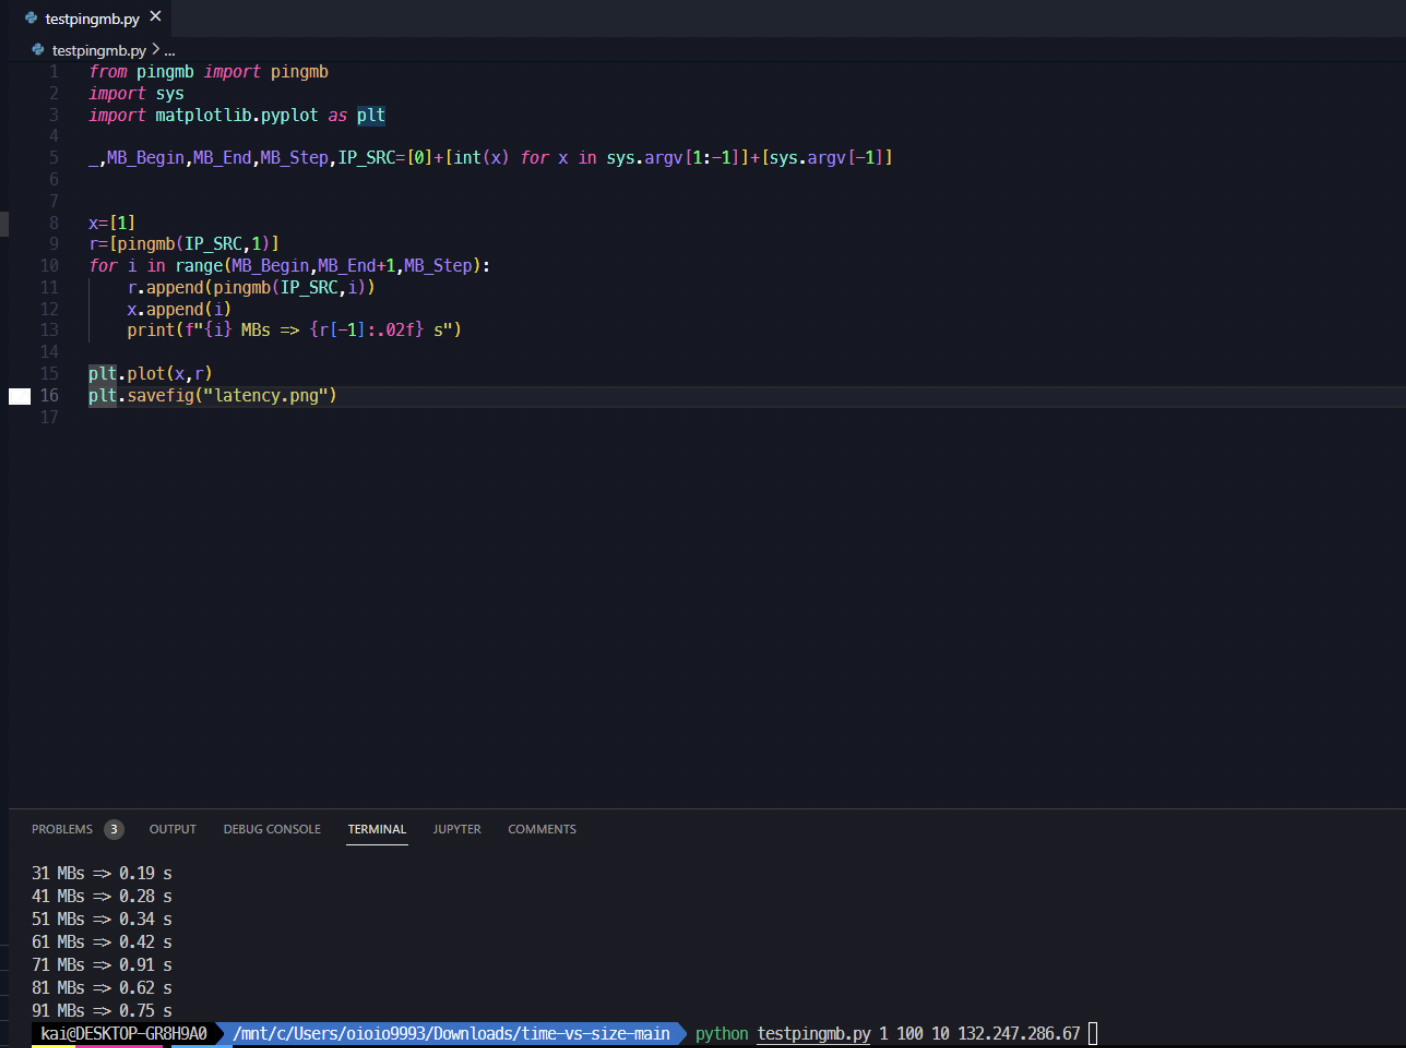 testpingmb.py ×
testpingmb.py > ...
1 from pingmb import pingmb
2 import sys
3 import matplotlib.pyplot as plt
4
5 _,MB_Begin,MB_End,MB_Step,IP_SRC=[0]+[int(x) for x in sys.argv[1:-1]]+[sys.argv[-1]]
6
7
8 x=[1]
9 r=[pingmb(IP_SRC,1)]
10 for i in range(MB_Begin,MB_End+1,MB_Step):
11     r.append(pingmb(IP_SRC,i))
12     x.append(i)
13     print(f"{i} MBs => {r[-1]:.02f} s")
14
15 plt.plot(x,r)
16 plt.savefig("latency.png")
17
PROBLEMS 3 OUTPUT DEBUG CONSOLE TERMINAL JUPYTER COMMENTS
31 MBs => 0.19 s
41 MBs => 0.28 s
51 MBs => 0.34 s
61 MBs => 0.42 s
71 MBs => 0.91 s
81 MBs => 0.62 s
91 MBs => 0.75 s
kai@DESKTOP-GR8H9A0 /mnt/c/Users/oioio9993/Downloads/time-vs-size-main python testpingmb.py 1 100 10 132.247.286.67